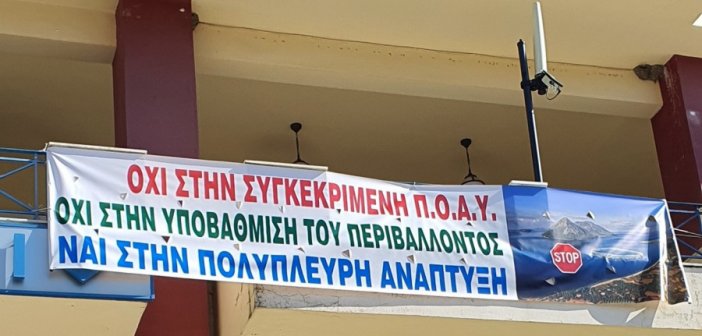 ΟΧΙ ΣΤΗΝ ΣΥΓΚΕΚΡΙΜΕΝΗ Π.Ο.Α.Υ.
ΟΧΙ ΣΤΗΝ ΥΠΟΒΑΘΜΙΣΗ ΤΟΥ ΠΕΡΙΒΑΛΛΟΝΤΟΣ
ΝΑΙ ΣΤΗΝ ΠΟΛΥΠΛΕΥΡΗ ΑΝΑΠΤΥΞΗ
STOP